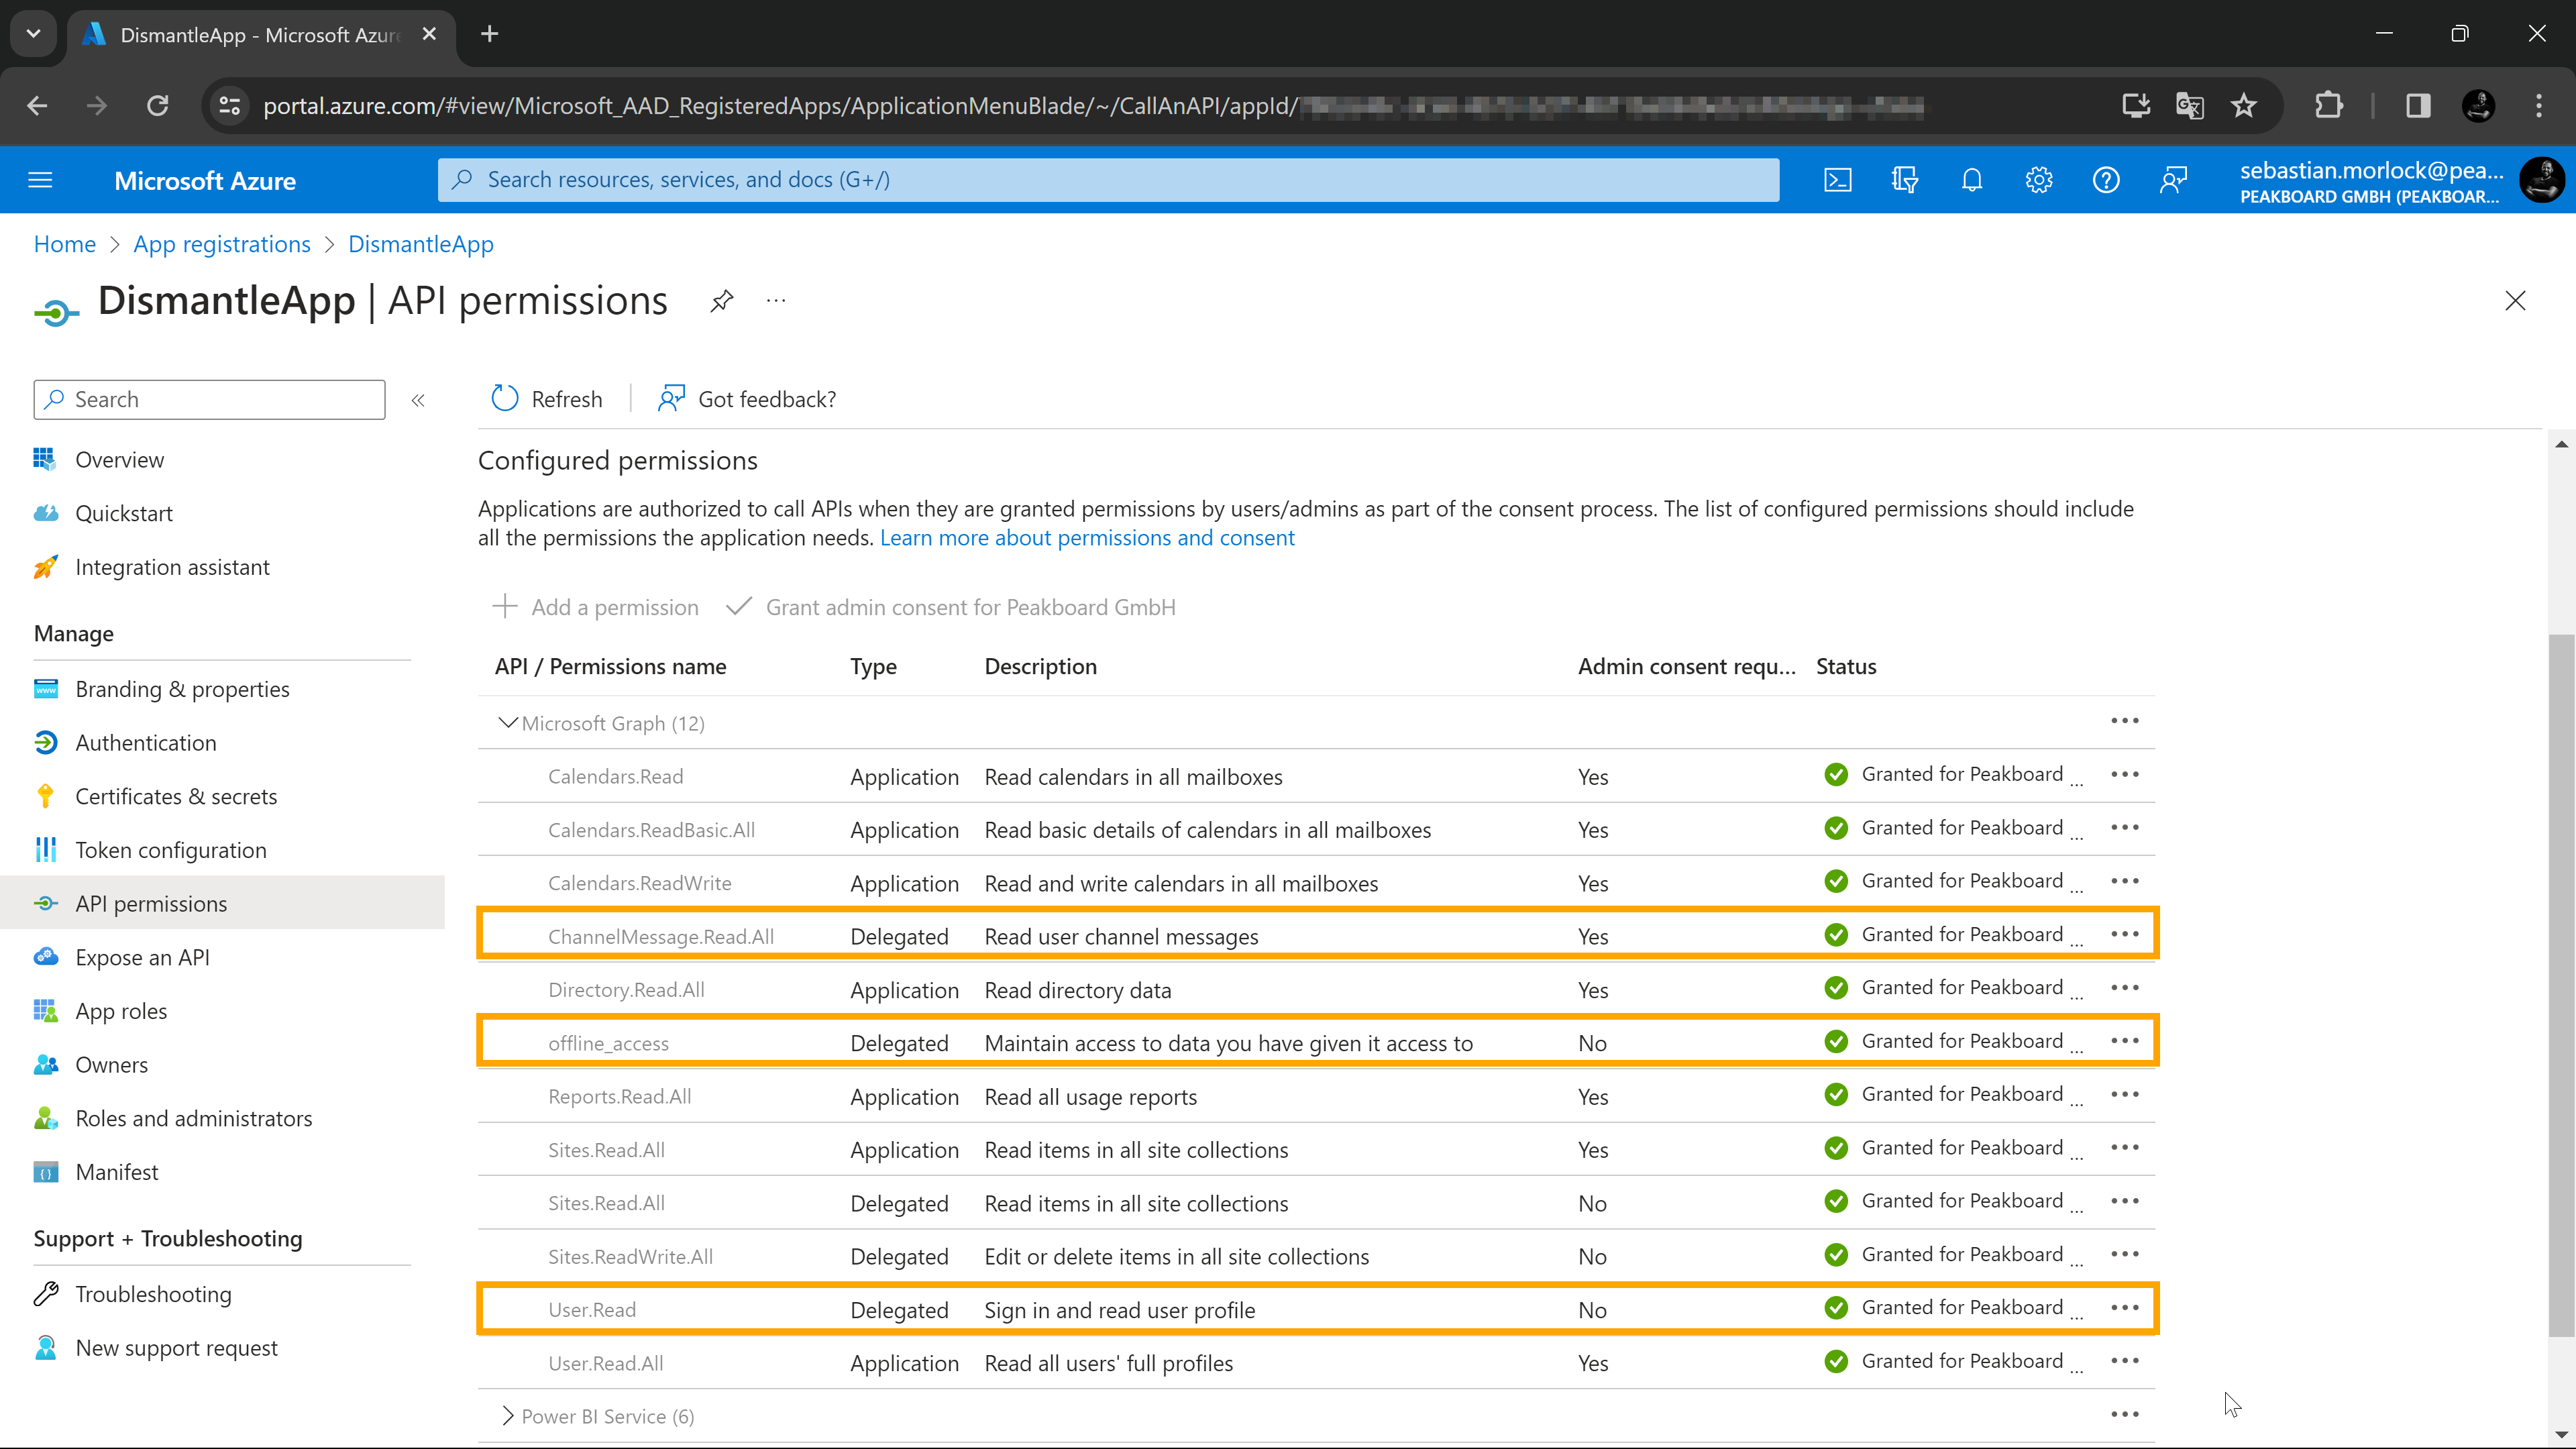 DismantleApp - Microsoft Azure
portal.azure.com/#view/Microsoft_AAD_RegisteredApps/ApplicationMenuBlade/~/CallAnAPI/appId/
Microsoft Azure
Search resources, services, and docs (G+/)
sebastian.morlock@pea...
PEAKBOARD GMBH (PEAKBOAR...
Home > App registrations > DismantleApp
DismantleApp | API permissions
Search
Refresh
Got feedback?
Overview
Quickstart
Integration assistant
Manage
Branding & properties
Authentication
Certificates & secrets
Token configuration
API permissions
Expose an API
App roles
Owners
Roles and administrators
Manifest
Support + Troubleshooting
Troubleshooting
New support request
Configured permissions
Applications are authorized to call APIs when they are granted permissions by users/admins as part of the consent process. The list of configured permissions should include
all the permissions the application needs. Learn more about permissions and consent
Add a permission Grant admin consent for Peakboard GmbH
API / Permissions name Type Description Admin consent requ... Status
Microsoft Graph (12)
Calendars.Read Application Read calendars in all mailboxes Yes Granted for Peakboard ...
Calendars.ReadBasic.All Application Read basic details of calendars in all mailboxes Yes Granted for Peakboard ...
Calendars.ReadWrite Application Read and write calendars in all mailboxes Yes Granted for Peakboard ...
ChannelMessage.Read.All Delegated Read user channel messages Yes Granted for Peakboard ...
Directory.Read.All Application Read directory data Yes Granted for Peakboard ...
offline_access Delegated Maintain access to data you have given it access to No Granted for Peakboard ...
Reports.Read.All Application Read all usage reports Yes Granted for Peakboard ...
Sites.Read.All Application Read items in all site collections Yes Granted for Peakboard ...
Sites.Read.All Delegated Read items in all site collections No Granted for Peakboard ...
Sites.ReadWrite.All Delegated Edit or delete items in all site collections No Granted for Peakboard ...
User.Read Delegated Sign in and read user profile No Granted for Peakboard ...
User.Read.All Application Read all users' full profiles Yes Granted for Peakboard ...
Power BI Service (6)